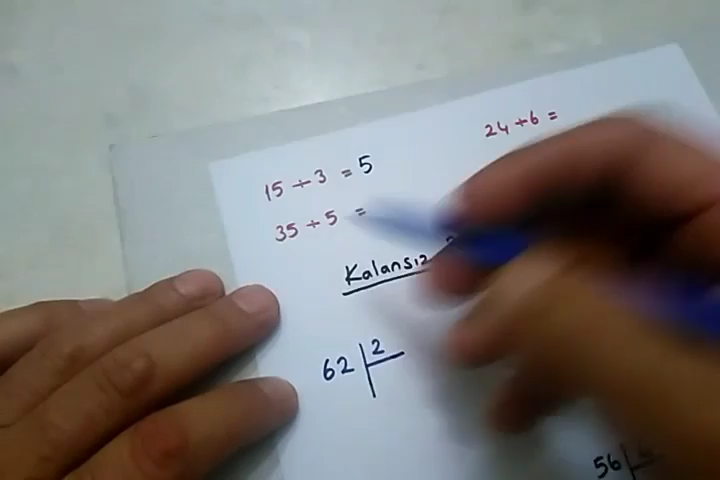 15 ÷ 3 = 5
24 ÷ 6 =
35 ÷ 5 =
Kalansız
62 | 2
56